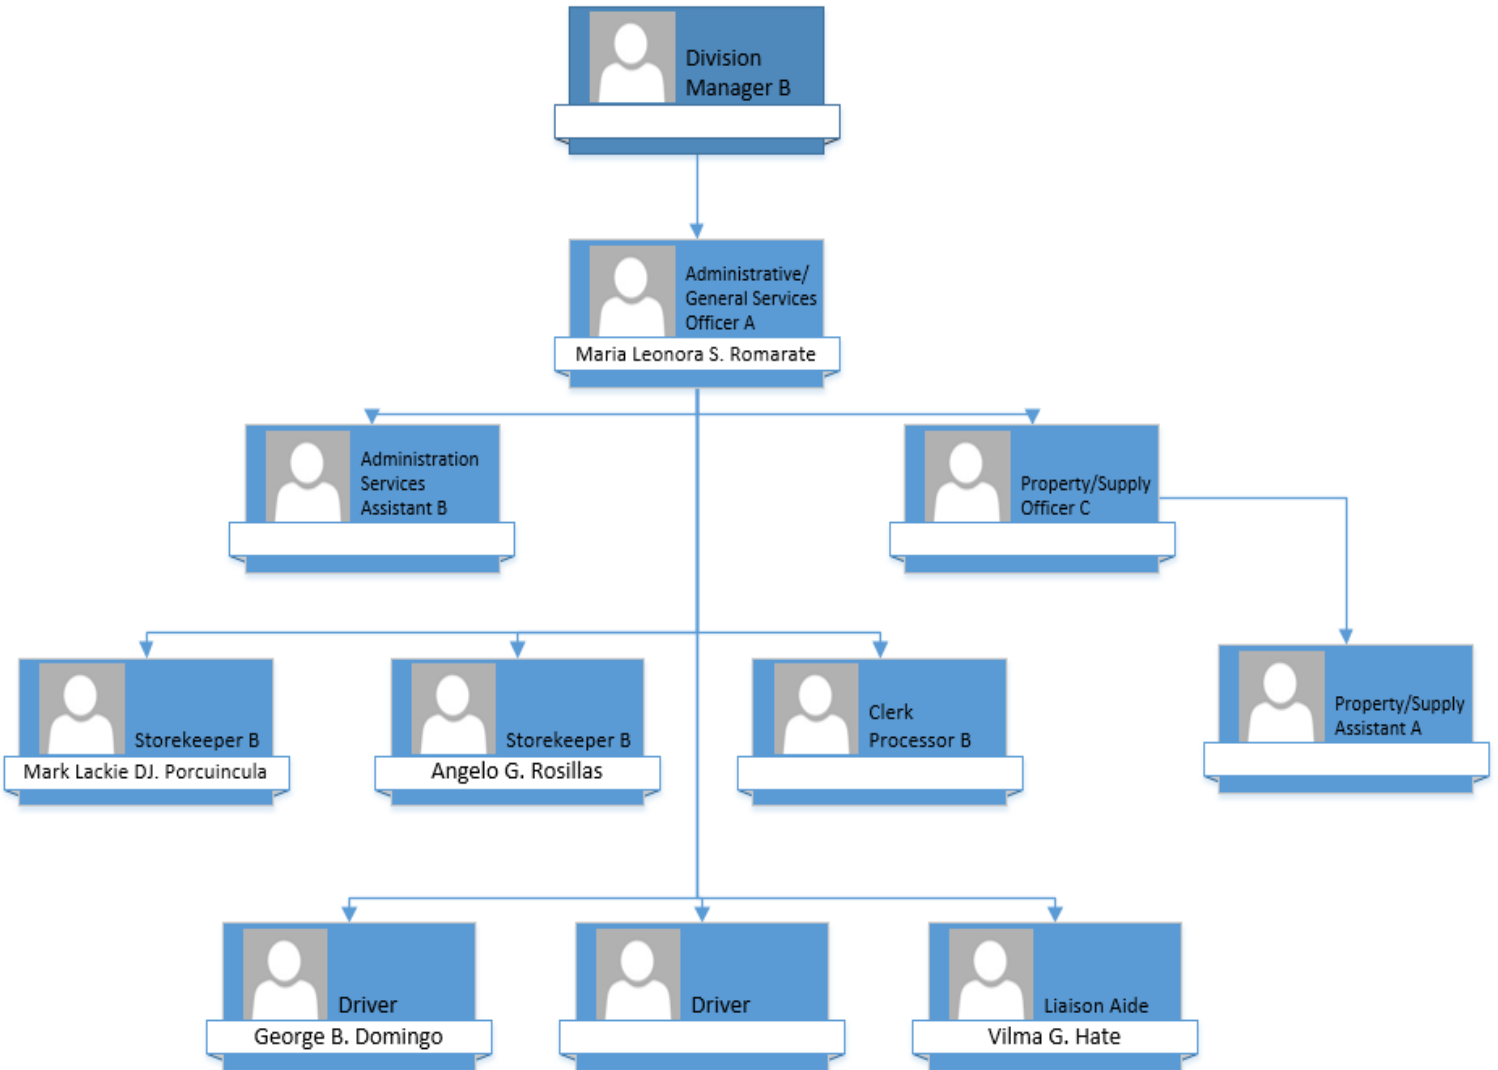 Division
Manager B
Administrative/
General Services
Officer A
Maria Leonora S. Romarate
Administration
Services
Assistant B
Property/Supply
Officer C
Storekeeper B
Mark Lackie DJ. Porcuincula
Storekeeper B
Angelo G. Rosillas
Clerk
Processor B
Property/Supply
Assistant A
Driver
George B. Domingo
Driver
Liaison Aide
Vilma G. Hate